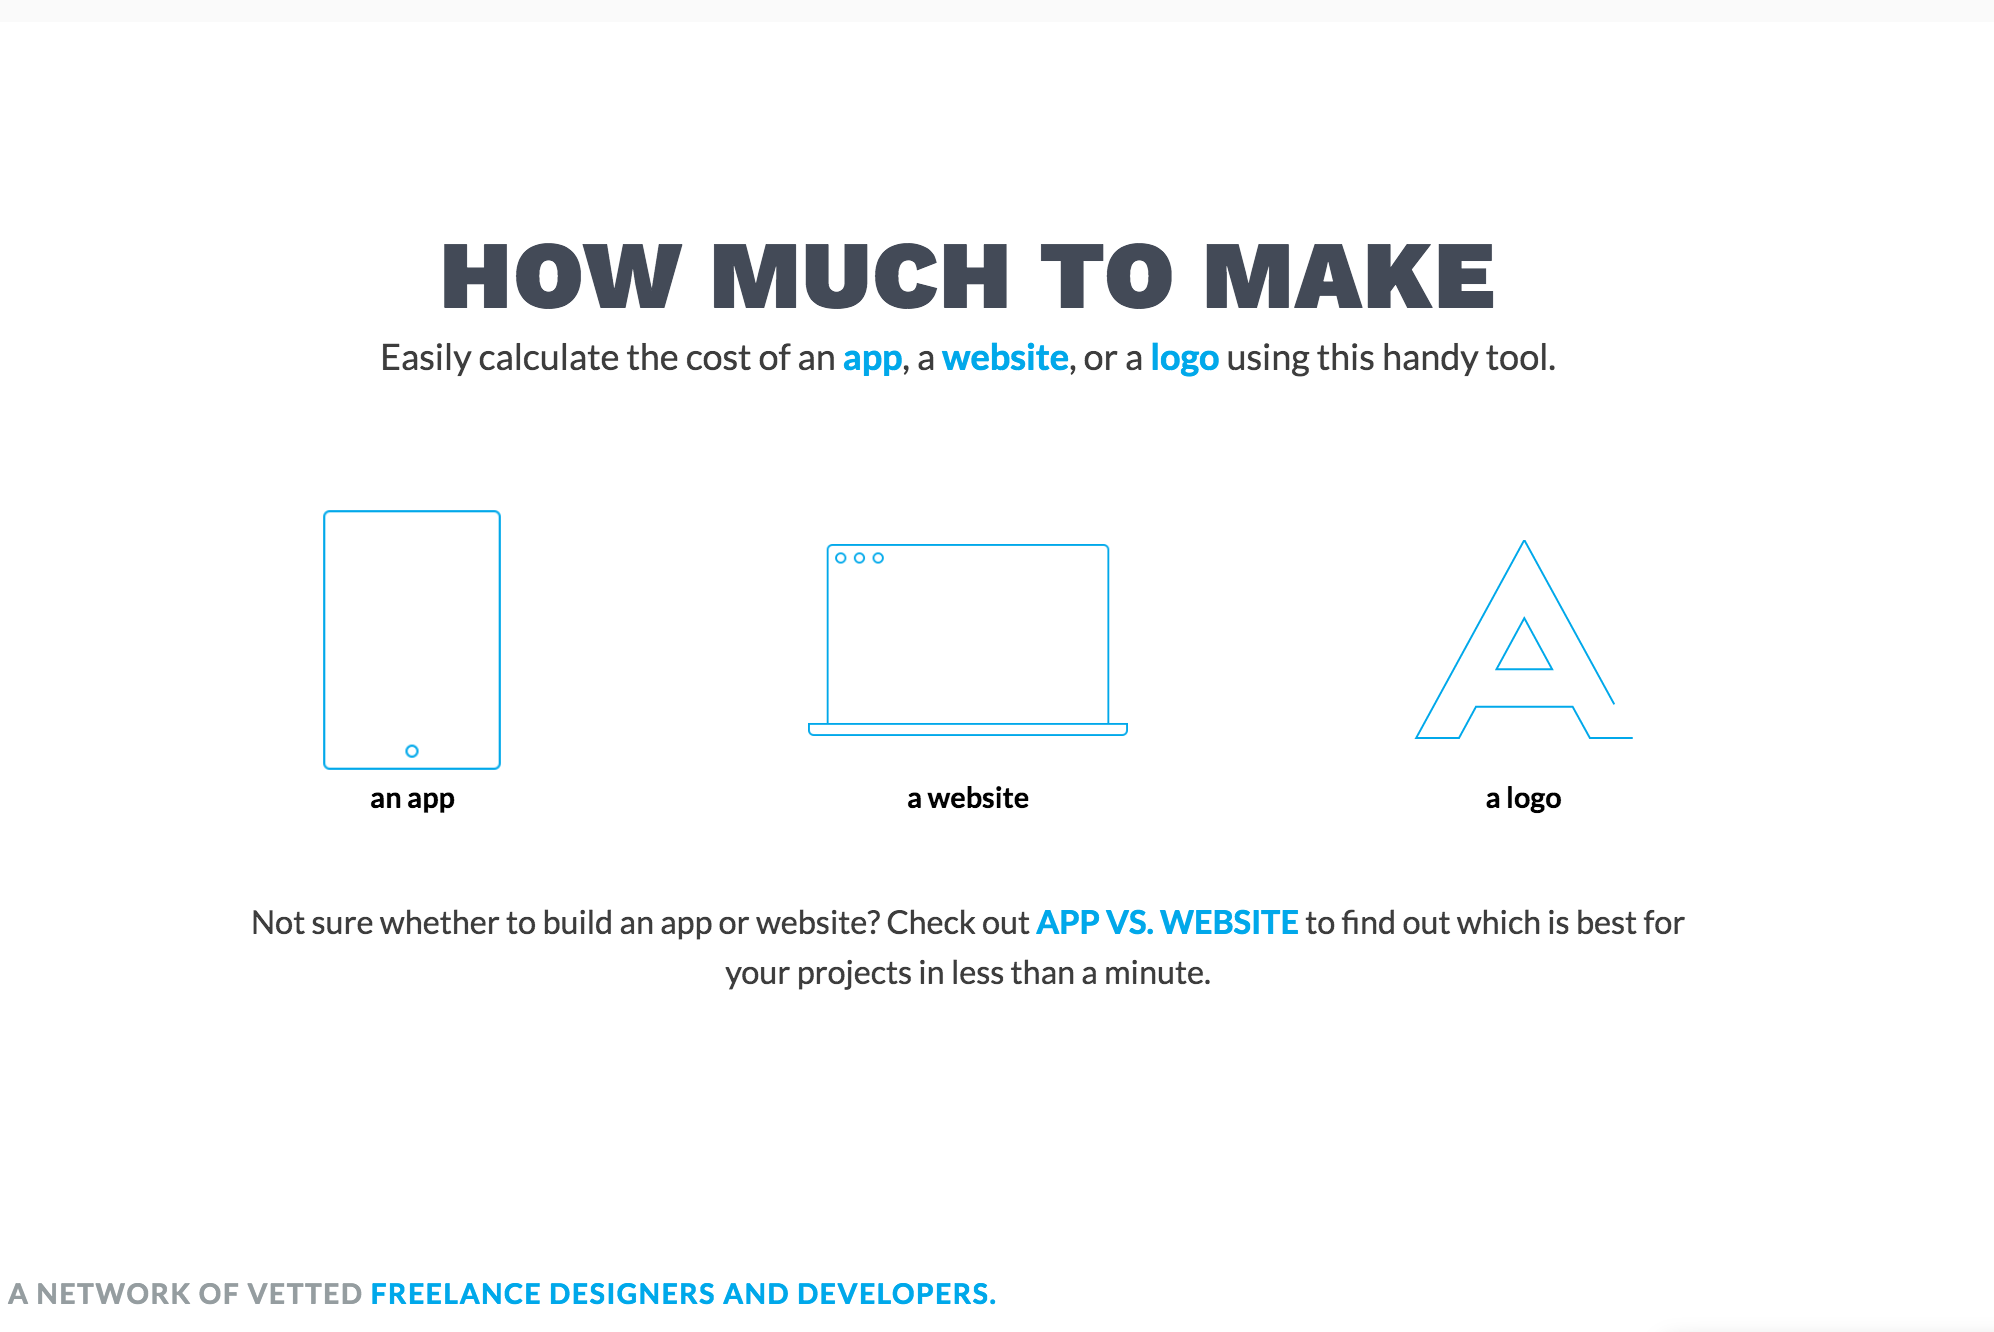 HOW MUCH TO MAKE
Easily calculate the cost of an app, a website, or a logo using this handy tool.
an app
a website
a logo
Not sure whether to build an app or website? Check out APP VS. WEBSITE to find out which is best for
your projects in less than a minute.
A NETWORK OF VETTED FREELANCE DESIGNERS AND DEVELOPERS.